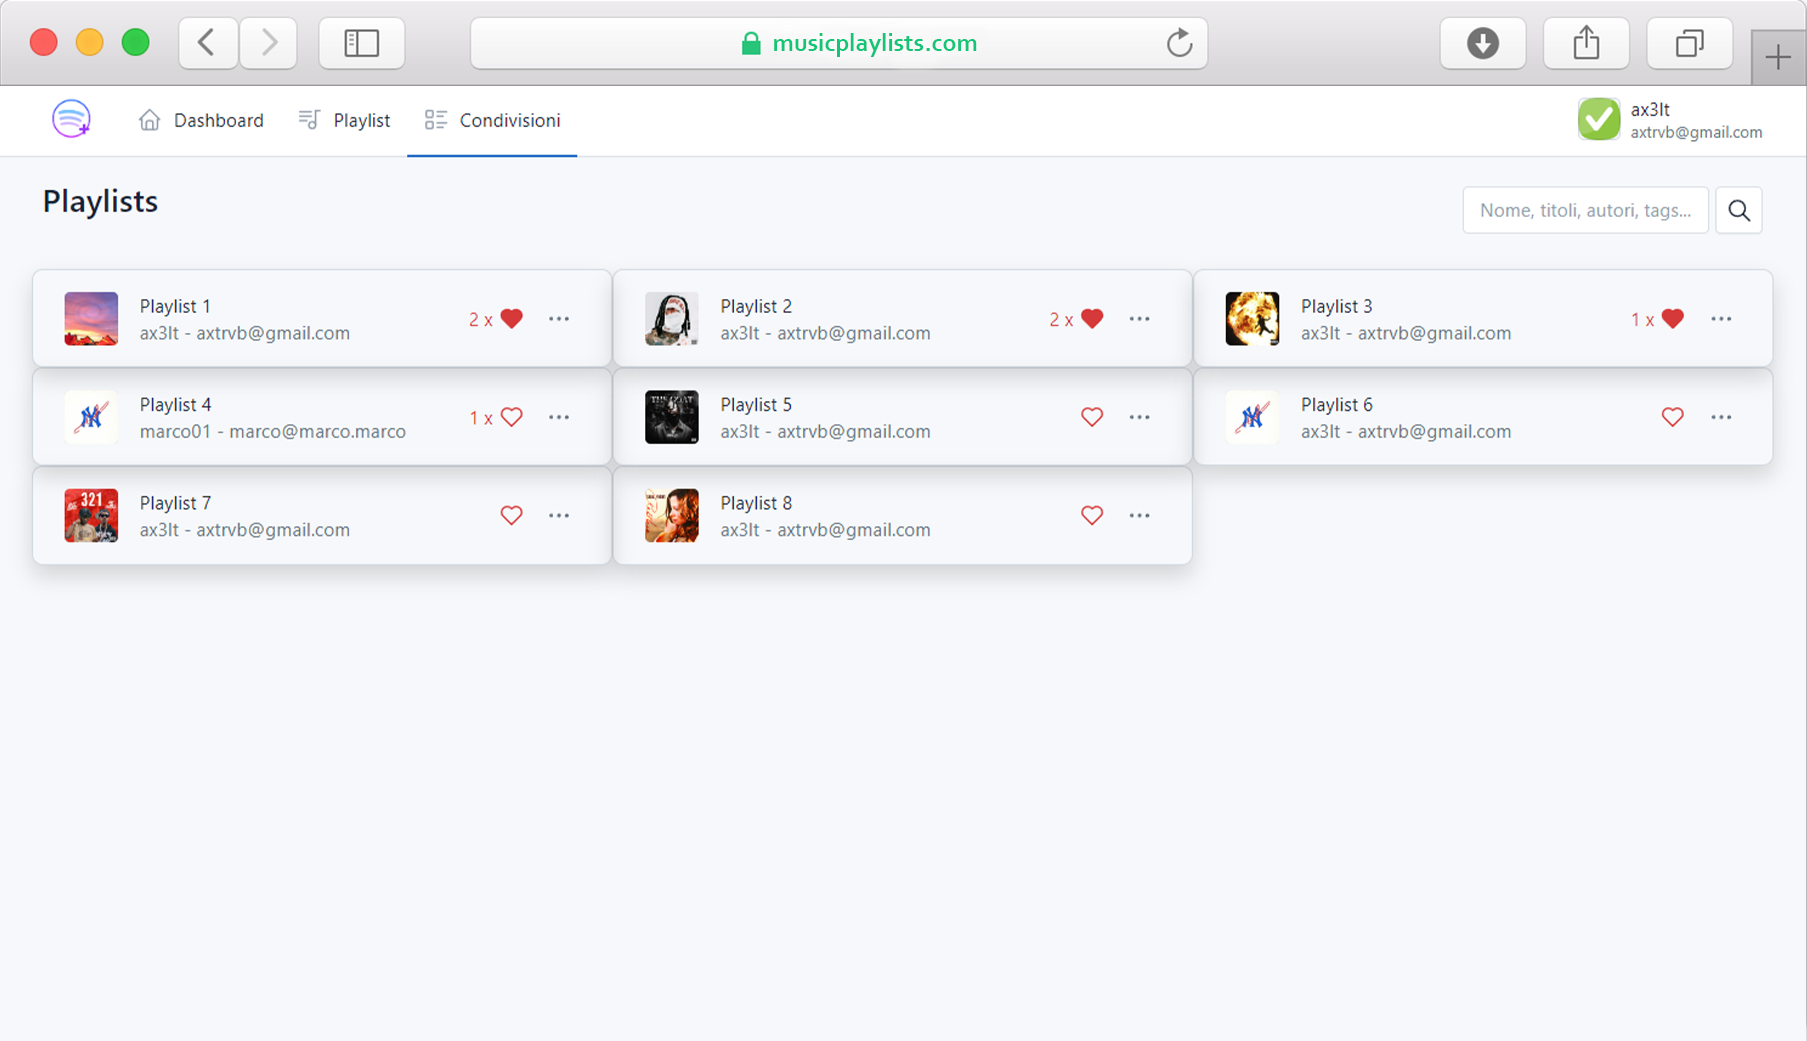 musicplaylists.com
Dashboard
Playlist
Condivisioni
ax3lt
axtrvb@gmail.com
Playlists
Nome, titoli, autori, tags...
Playlist 1
ax3lt - axtrvb@gmail.com
2 x
Playlist 2
ax3lt - axtrvb@gmail.com
2 x
Playlist 3
ax3lt - axtrvb@gmail.com
1 x
Playlist 4
marco01 - marco@marco.marco
1 x
Playlist 5
ax3lt - axtrvb@gmail.com
Playlist 6
ax3lt - axtrvb@gmail.com
321
Playlist 7
ax3lt - axtrvb@gmail.com
Playlist 8
ax3lt - axtrvb@gmail.com